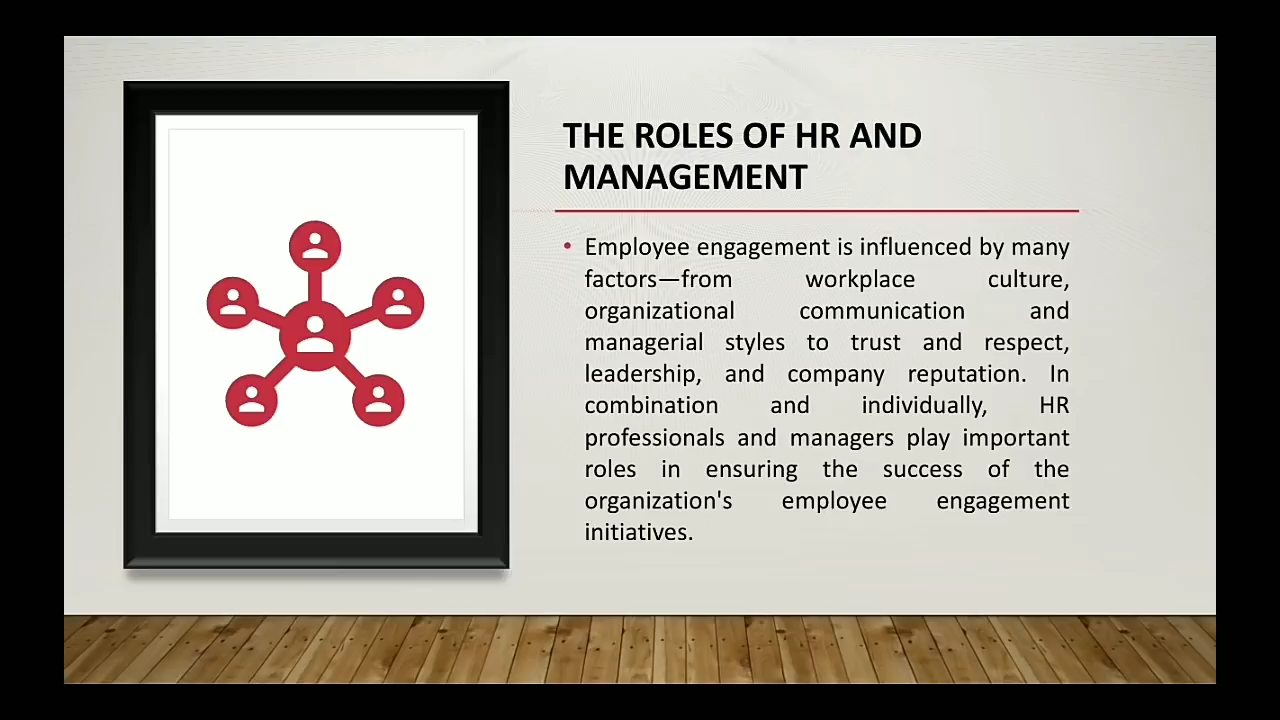 THE ROLES OF HR AND
MANAGEMENT
• Employee engagement is influenced by many
factors—from workplace culture,
organizational communication and
managerial styles to trust and respect,
leadership, and company reputation. In
combination and individually, HR
professionals and managers play important
roles in ensuring the success of the
organization's employee engagement
initiatives.